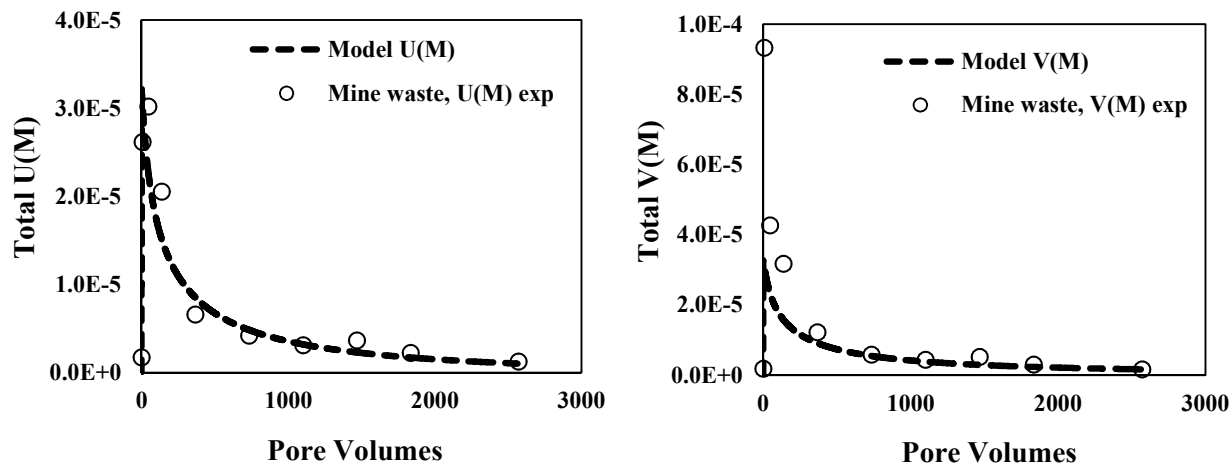 4.0E-5
3.0E-5
2.0E-5
1.0E-5
0.0E+0
Total U(M)
Model U(M)
Mine waste, U(M) exp
0 1000 2000 3000
Pore Volumes
1.0E-4
8.0E-5
6.0E-5
4.0E-5
2.0E-5
0.0E+0
Total V(M)
Model V(M)
Mine waste, V(M) exp
0 1000 2000 3000
Pore Volumes